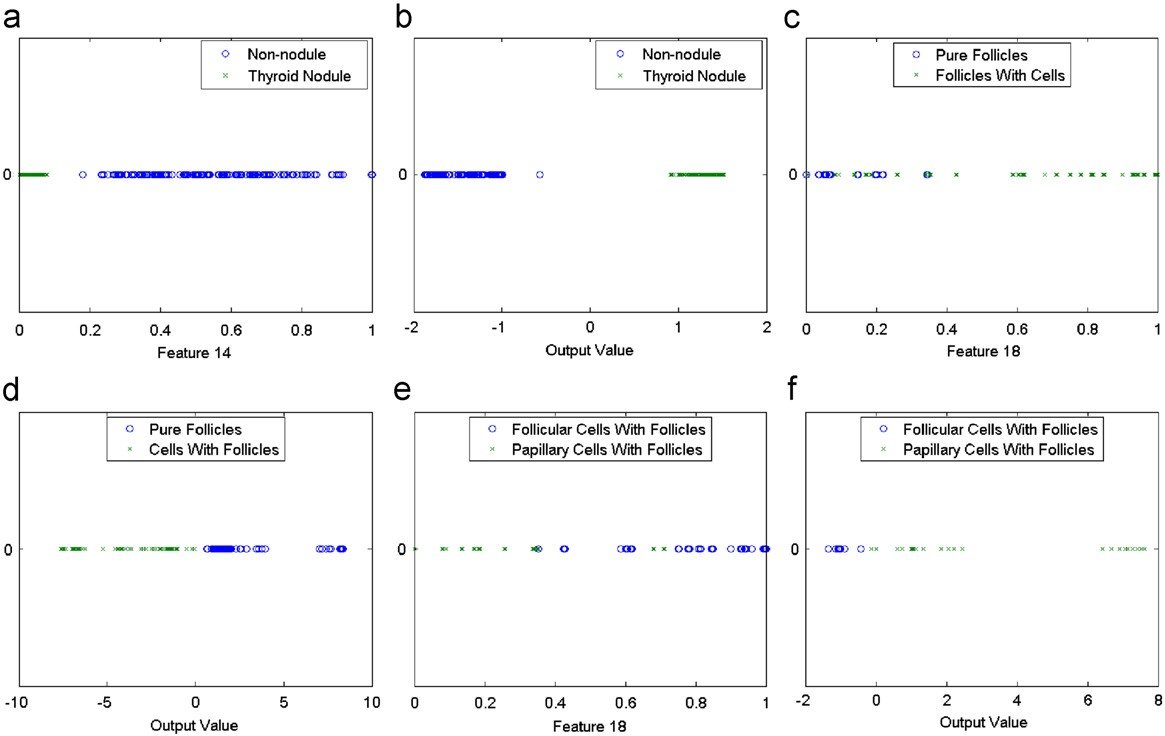 a
Non-nodule
Thyroid Nodule
0
0 0.2 0.4 0.6 0.8 1
Feature 14
b
Non-nodule
Thyroid Nodule
0
-2 -1 0 1 2
Output Value
c
Pure Follicles
Follicles With Cells
0
0 0.2 0.4 0.6 0.8 1
Feature 18
d
Pure Follicles
Cells With Follicles
0
-10 -5 0 5 10
Output Value
e
Follicular Cells With Follicles
Papillary Cells With Follicles
0
0 0.2 0.4 0.6 0.8 1
Feature 18
f
Follicular Cells With Follicles
Papillary Cells With Follicles
0
-2 0 2 4 6 8
Output Value